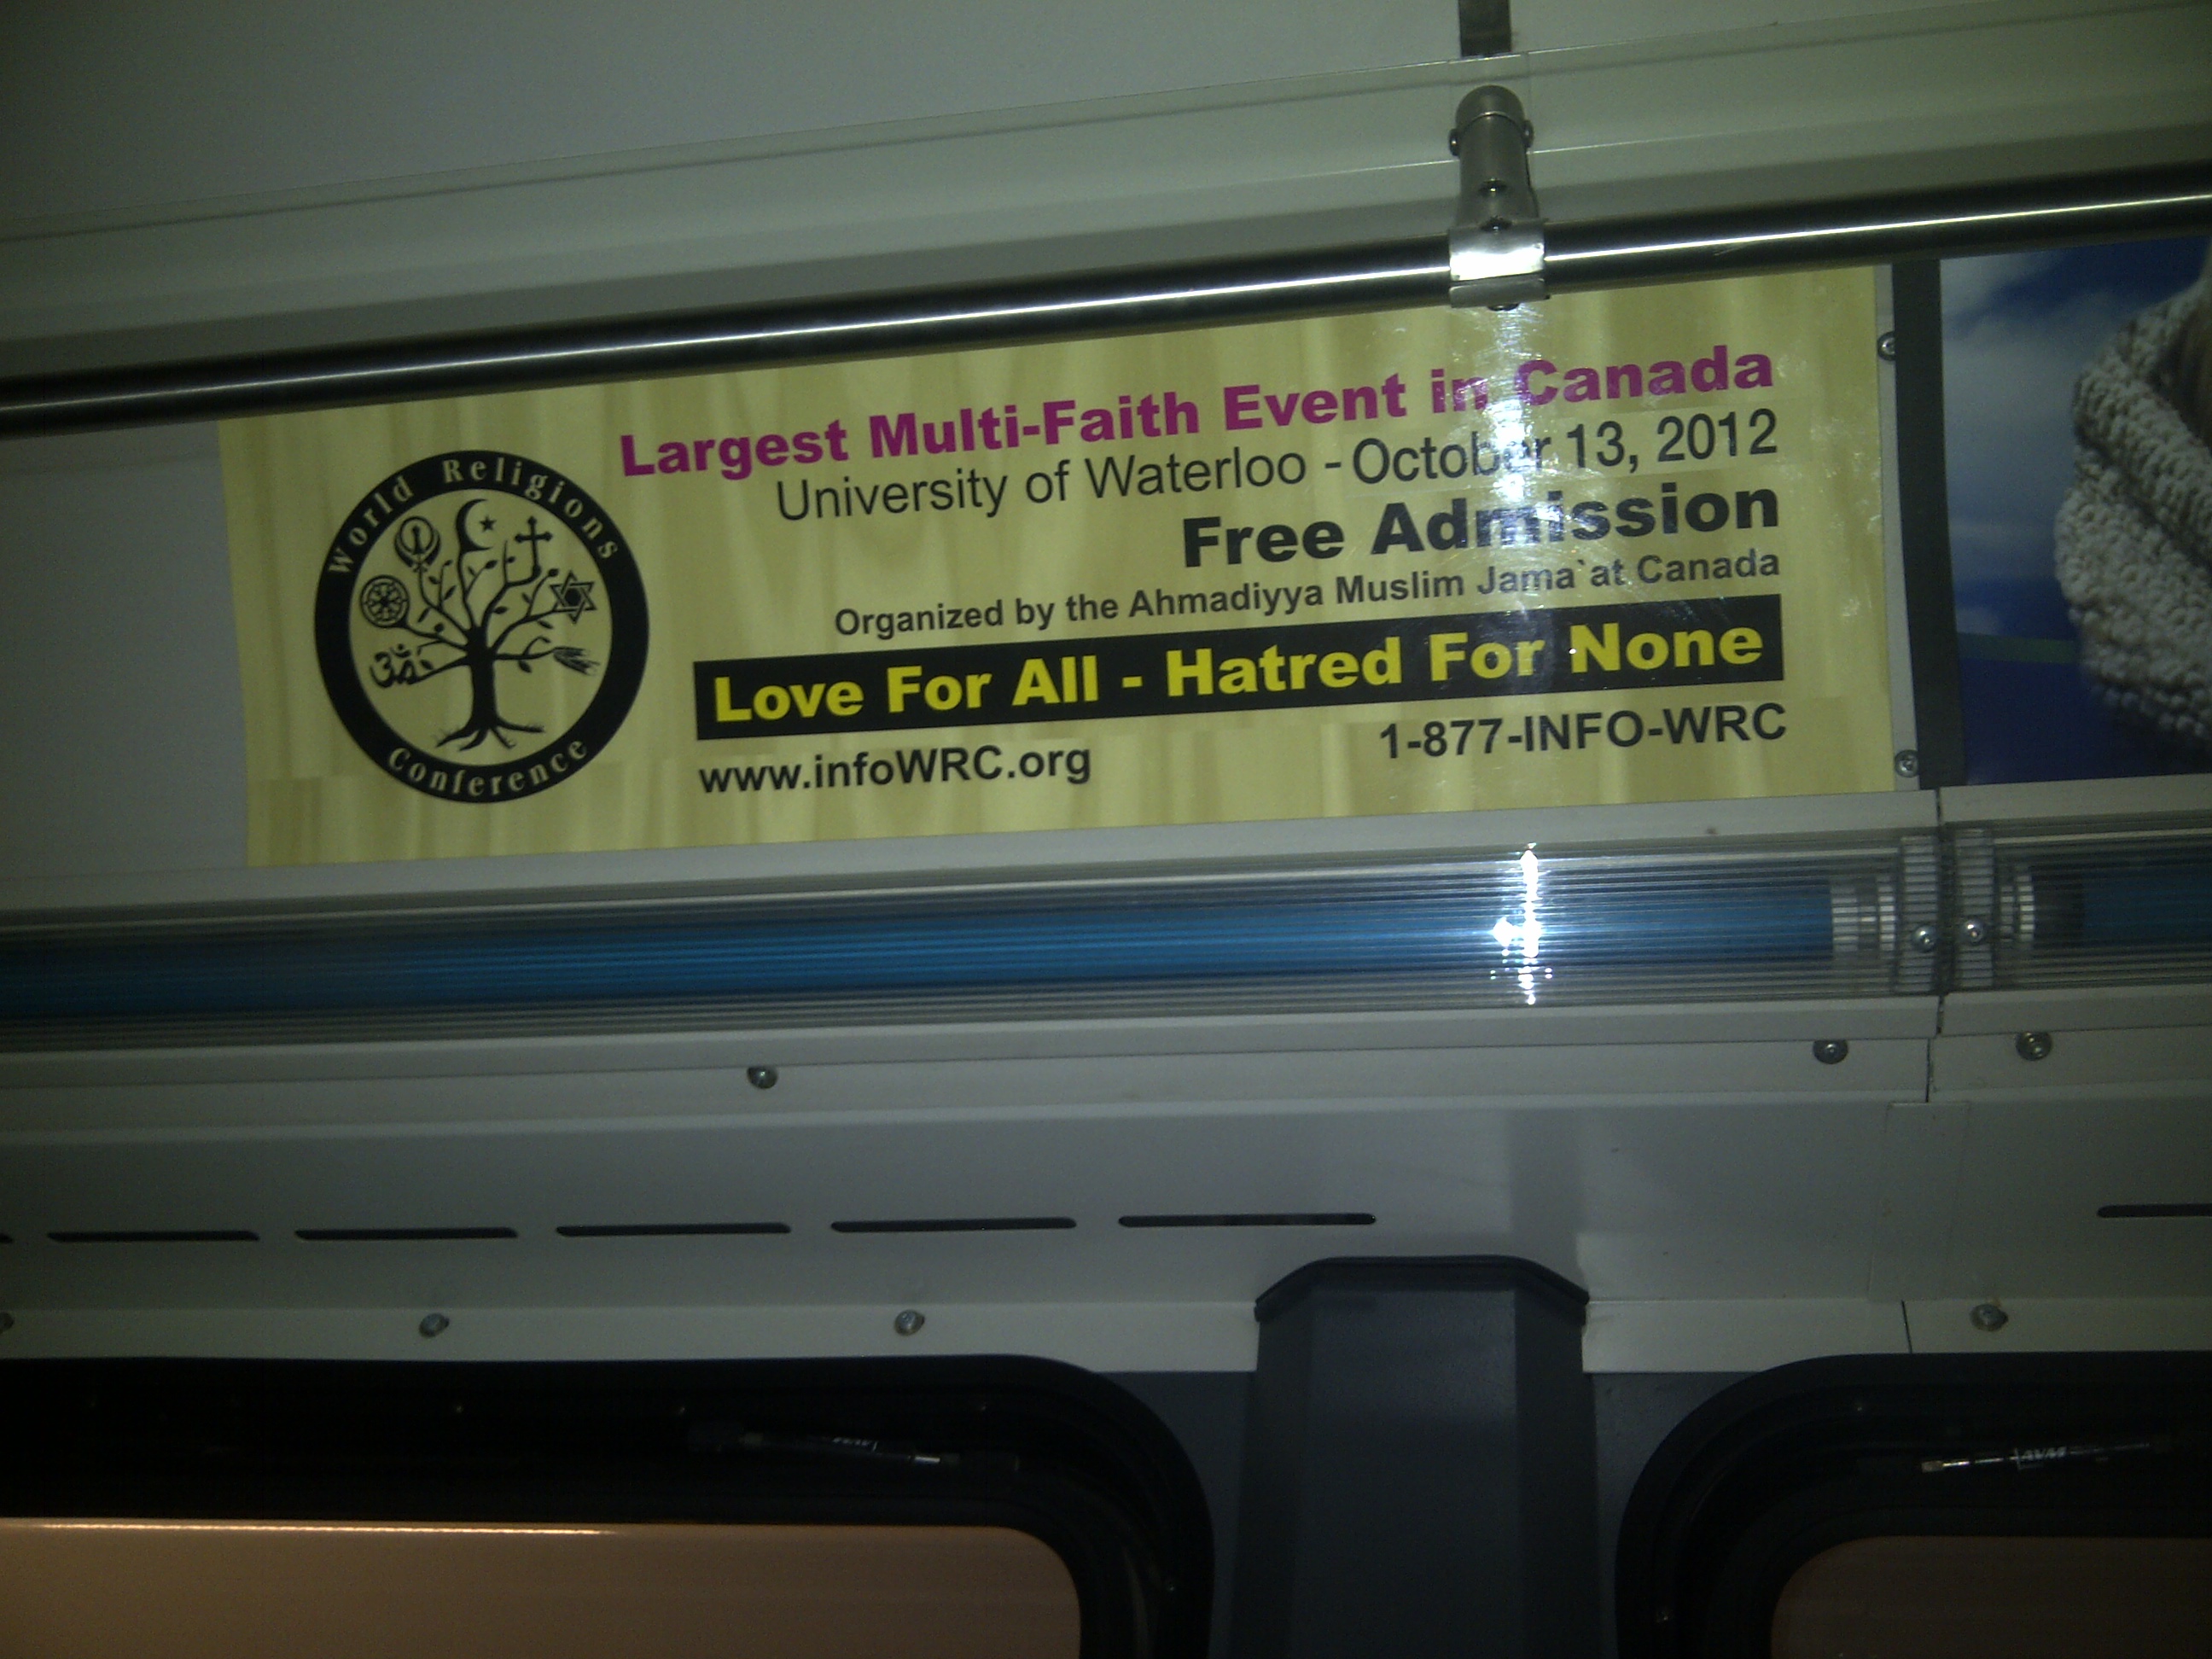 World Religions
Conference
Largest Multi-Faith Event in Canada
University of Waterloo - October 13, 2012
Free Admission
Organized by the Ahmadiyya Muslim Jama`at Canada
Love For All - Hatred For None
www.infoWRC.org
1-877-INFO-WRC
AVM